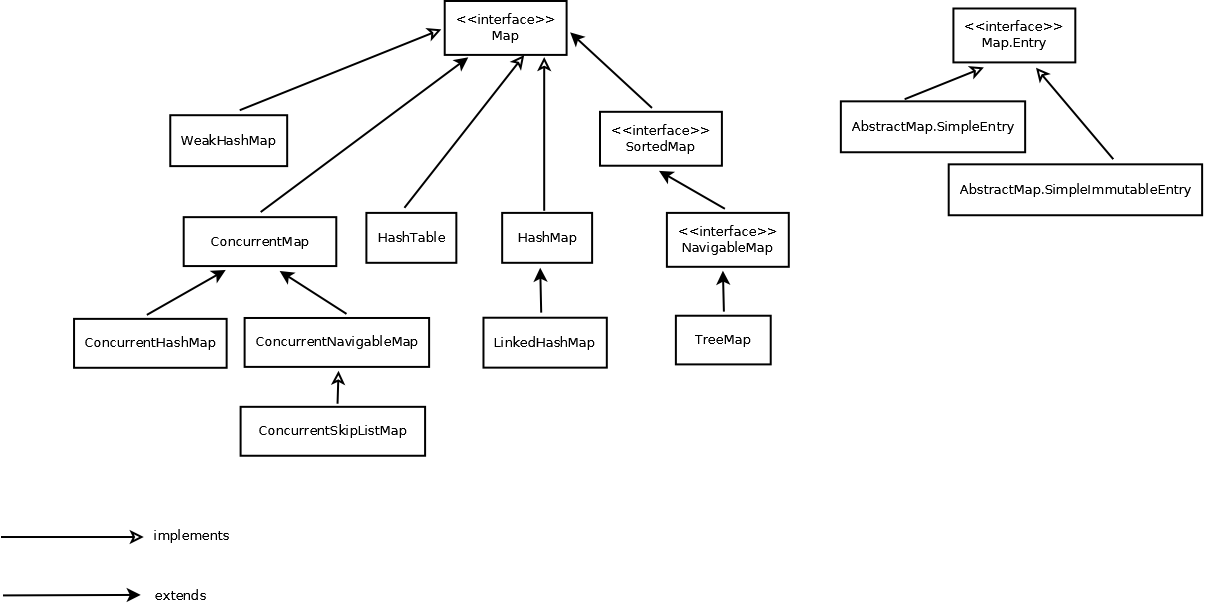 <<interface>>
Map
<<interface>>
Map.Entry
WeakHashMap
<<interface>>
SortedMap
AbstractMap.SimpleEntry
AbstractMap.SimpleImmutableEntry
ConcurrentMap
HashTable
HashMap
<<interface>>
NavigableMap
ConcurrentHashMap
ConcurrentNavigableMap
LinkedHashMap
TreeMap
ConcurrentSkipListMap
implements
extends